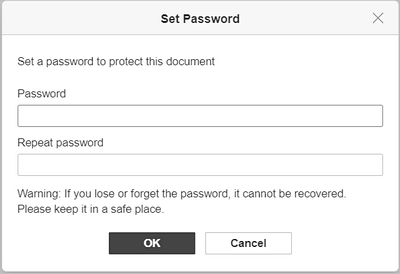 Set Password
Set a password to protect this document
Password
Repeat password
Warning: If you lose or forget the password, it cannot be recovered.
Please keep it in a safe place.
OK
Cancel